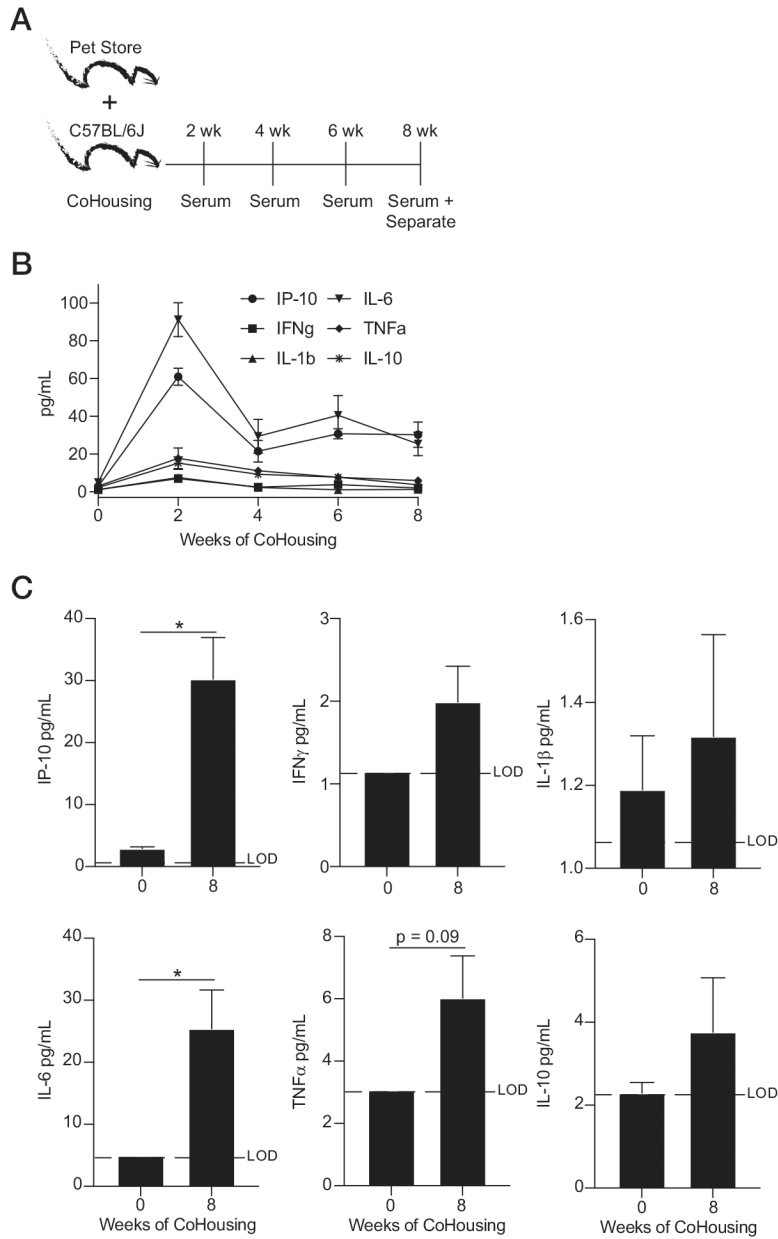 A
Pet Store
+
C57BL/6J
2 wk 4 wk 6 wk 8 wk
CoHousing Serum Serum Serum Serum +
Separate
B
100
80
60
40
20
0
pg/mL
IP-10 IL-6
IFNg TNFa
IL-1b IL-10
0 2 4 6 8
Weeks of CoHousing
C
40
30
20
10
0
IP-10 pg/mL
*
LOD
0 8
3
2
1
0
IFNγ pg/mL
LOD
0 8
1.6
1.4
1.2
1.0
IL-1β pg/mL
LOD
0 8
40
30
20
10
0
IL-6 pg/mL
*
LOD
0 8
Weeks of CoHousing
8
6
4
2
0
TNFα pg/mL
p = 0.09
LOD
0 8
Weeks of CoHousing
6
4
2
0
IL-10 pg/mL
LOD
0 8
Weeks of CoHousing